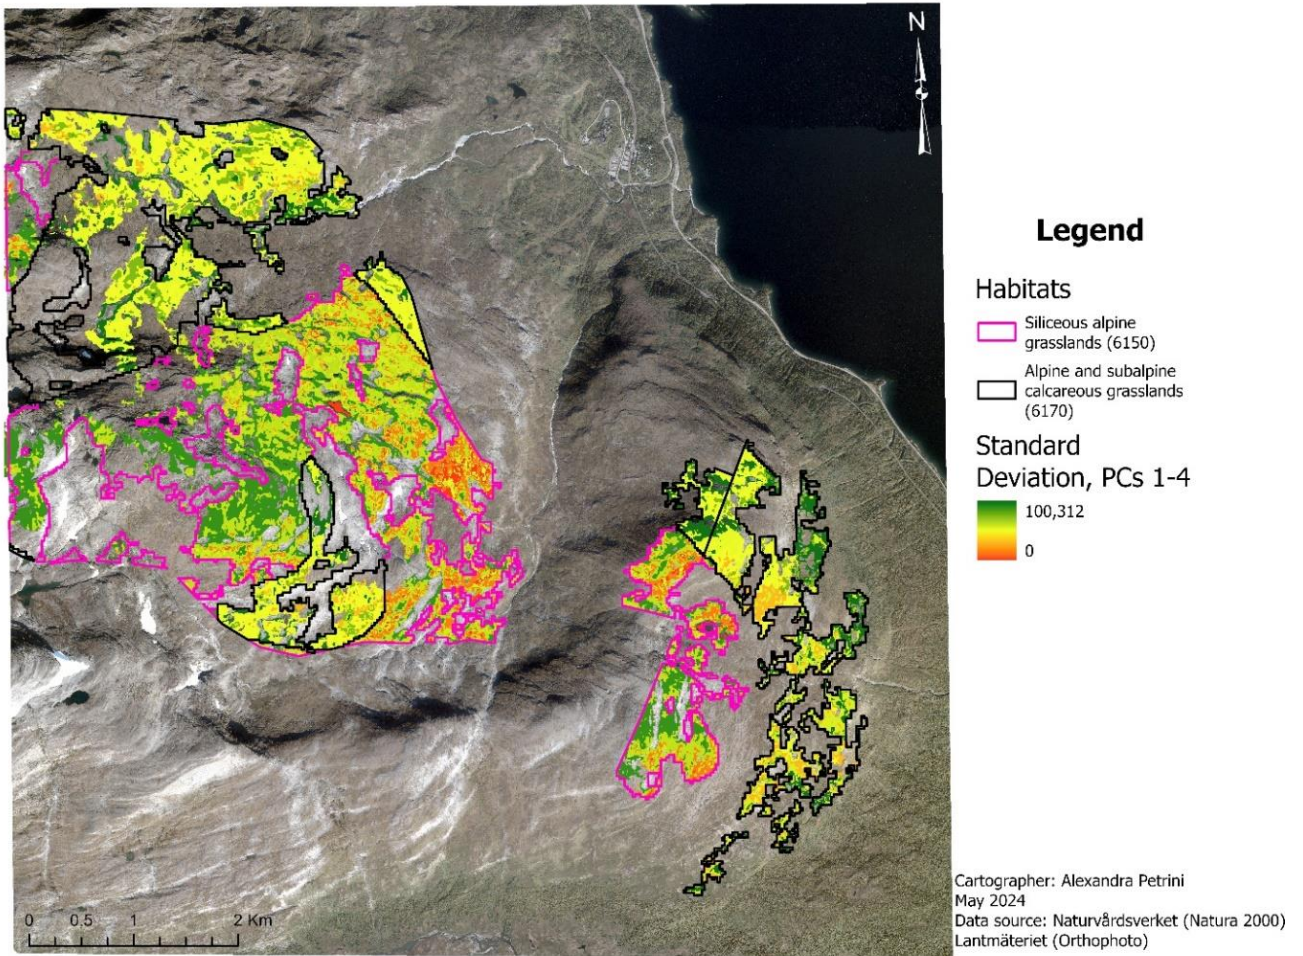 N
Legend
Habitats
Siliceous alpine
grasslands (6150)
Alpine and subalpine
calcareous grasslands
(6170)
Standard
Deviation, PCs 1-4
100,312
0
0 0.5 1 2 Km
Cartographer: Alexandra Petrini
May 2024
Data source: Naturvårdsverket (Natura 2000)
Lantmäteriet (Orthophoto)